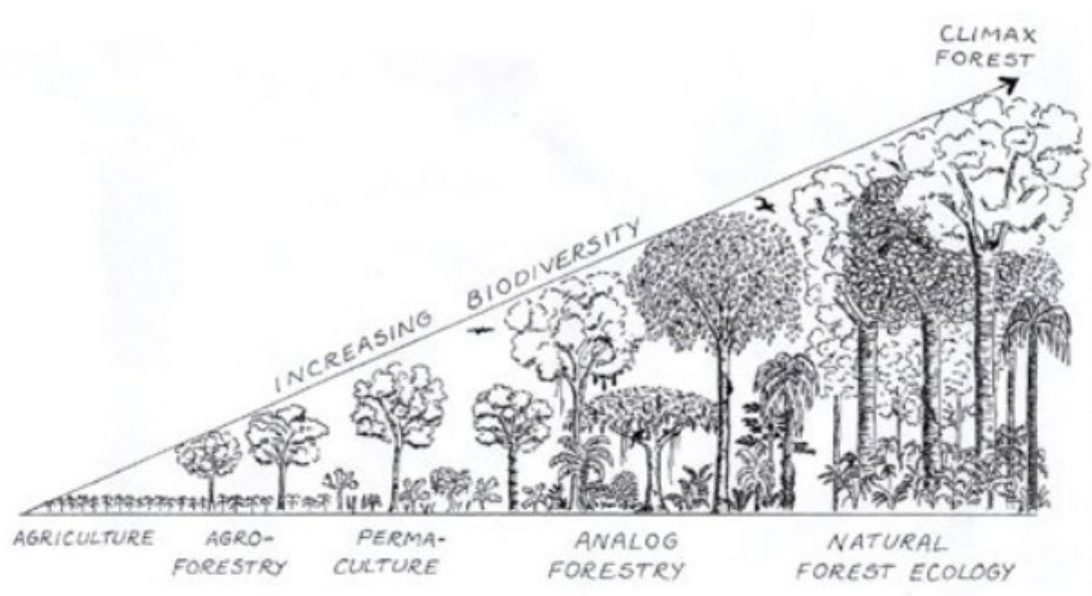 CLIMAX
FOREST
INCREASING BIODIVERSITY
AGRICULTURE
AGRO-
FORESTRY
PERMA-
CULTURE
ANALOG
FORESTRY
NATURAL
FOREST ECOLOGY